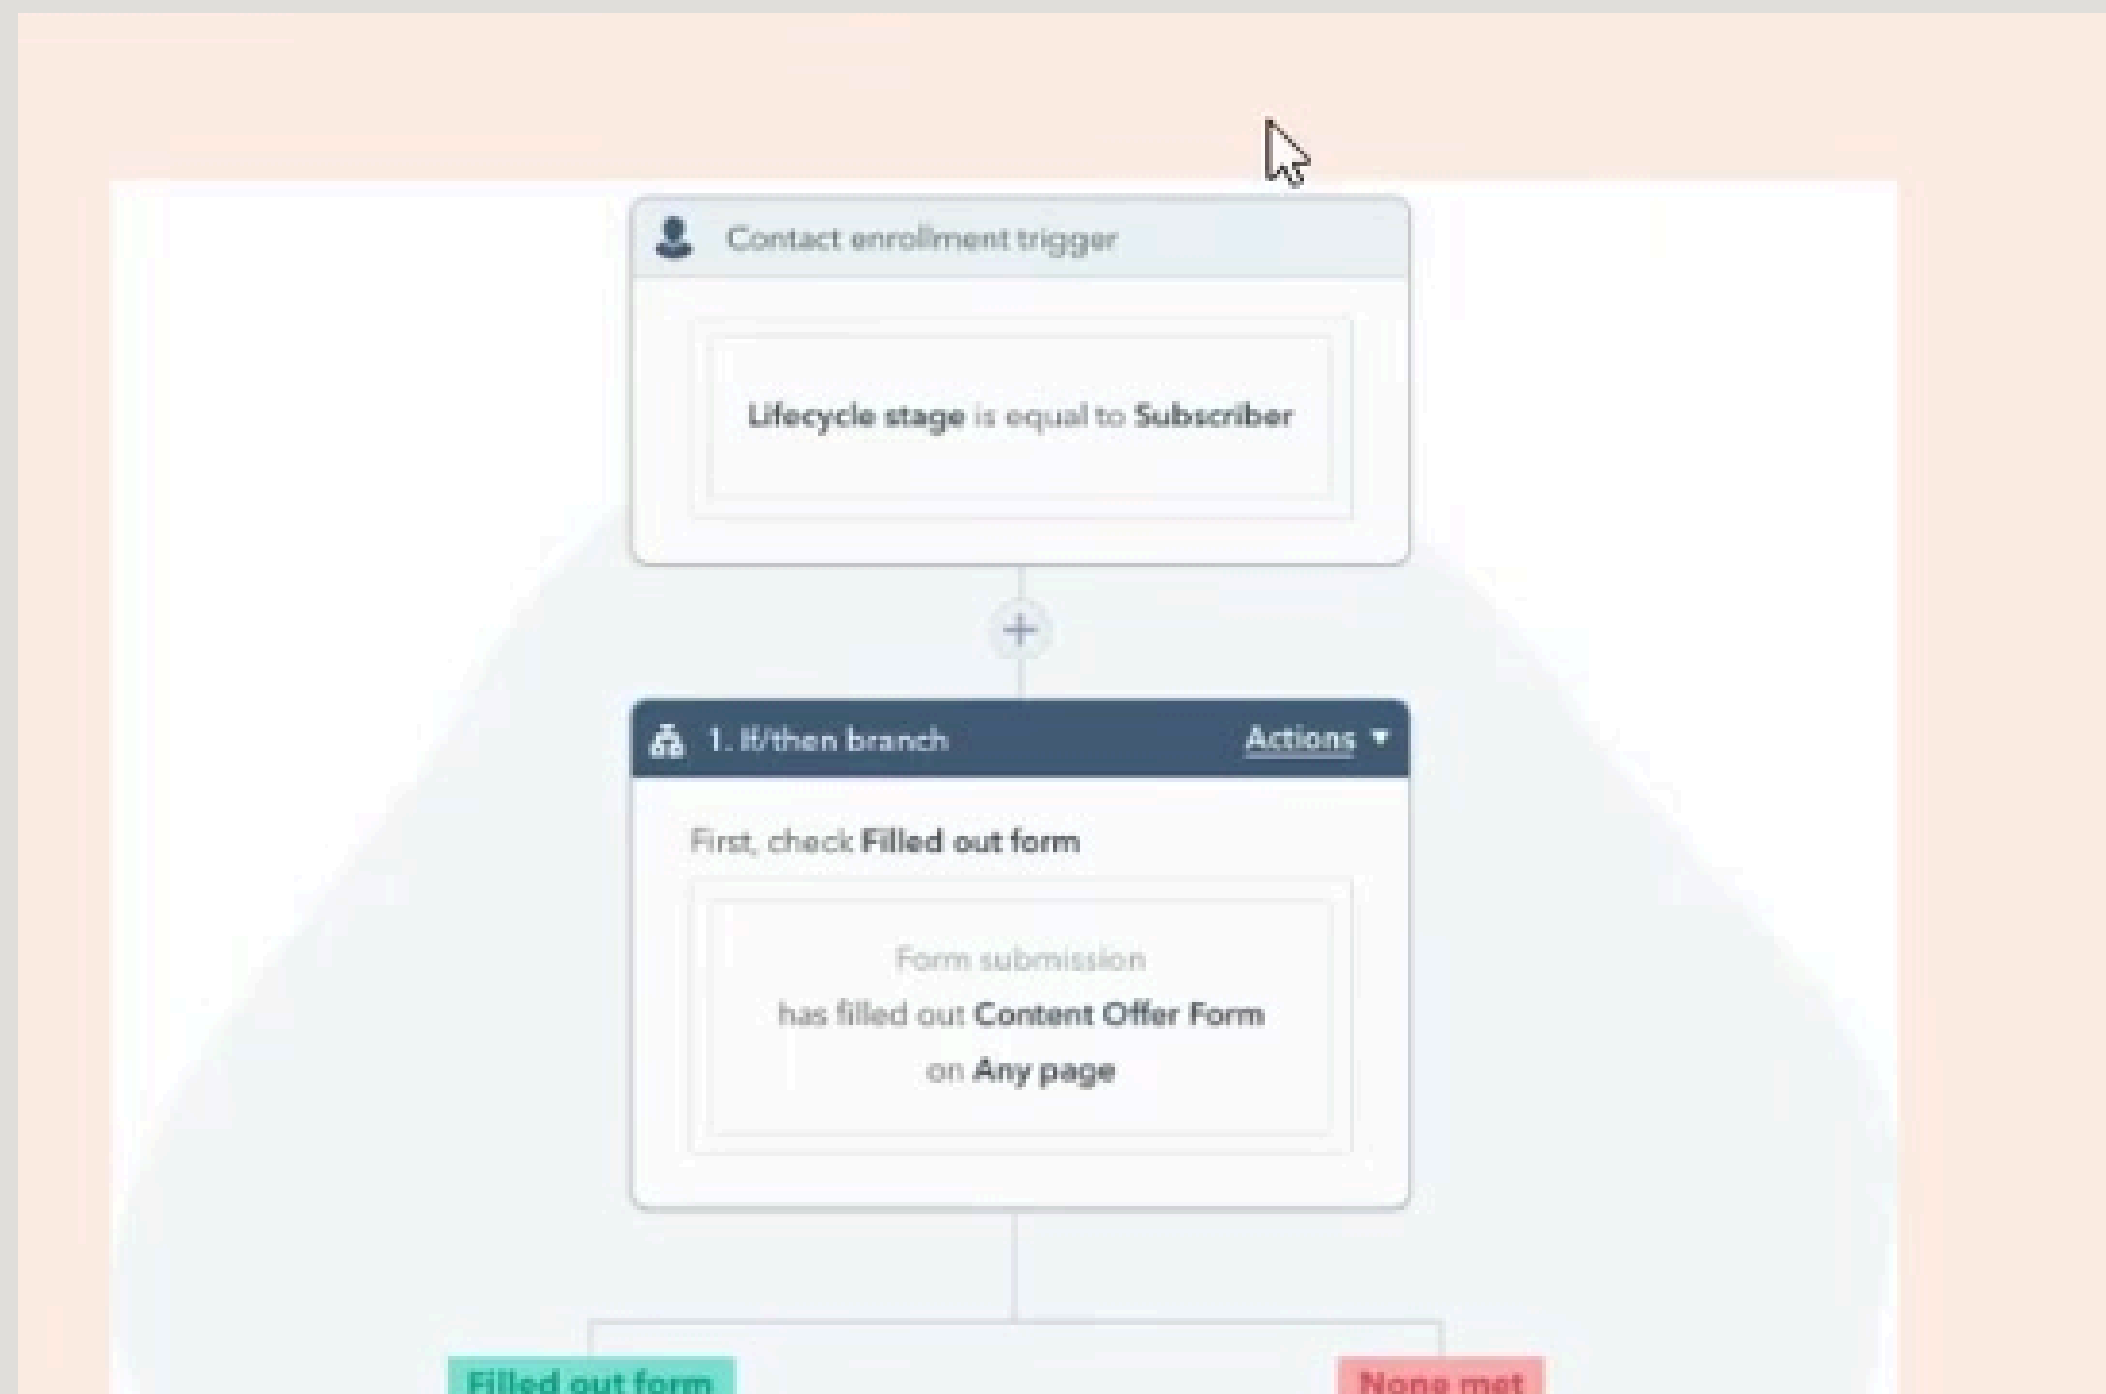 Contact enrollment trigger
Lifecycle stage is equal to Subscriber
1. If/then branch
Actions
First, check Filled out form
Form submission
has filled out Content Offer Form
on Any page
Filled out form
None met